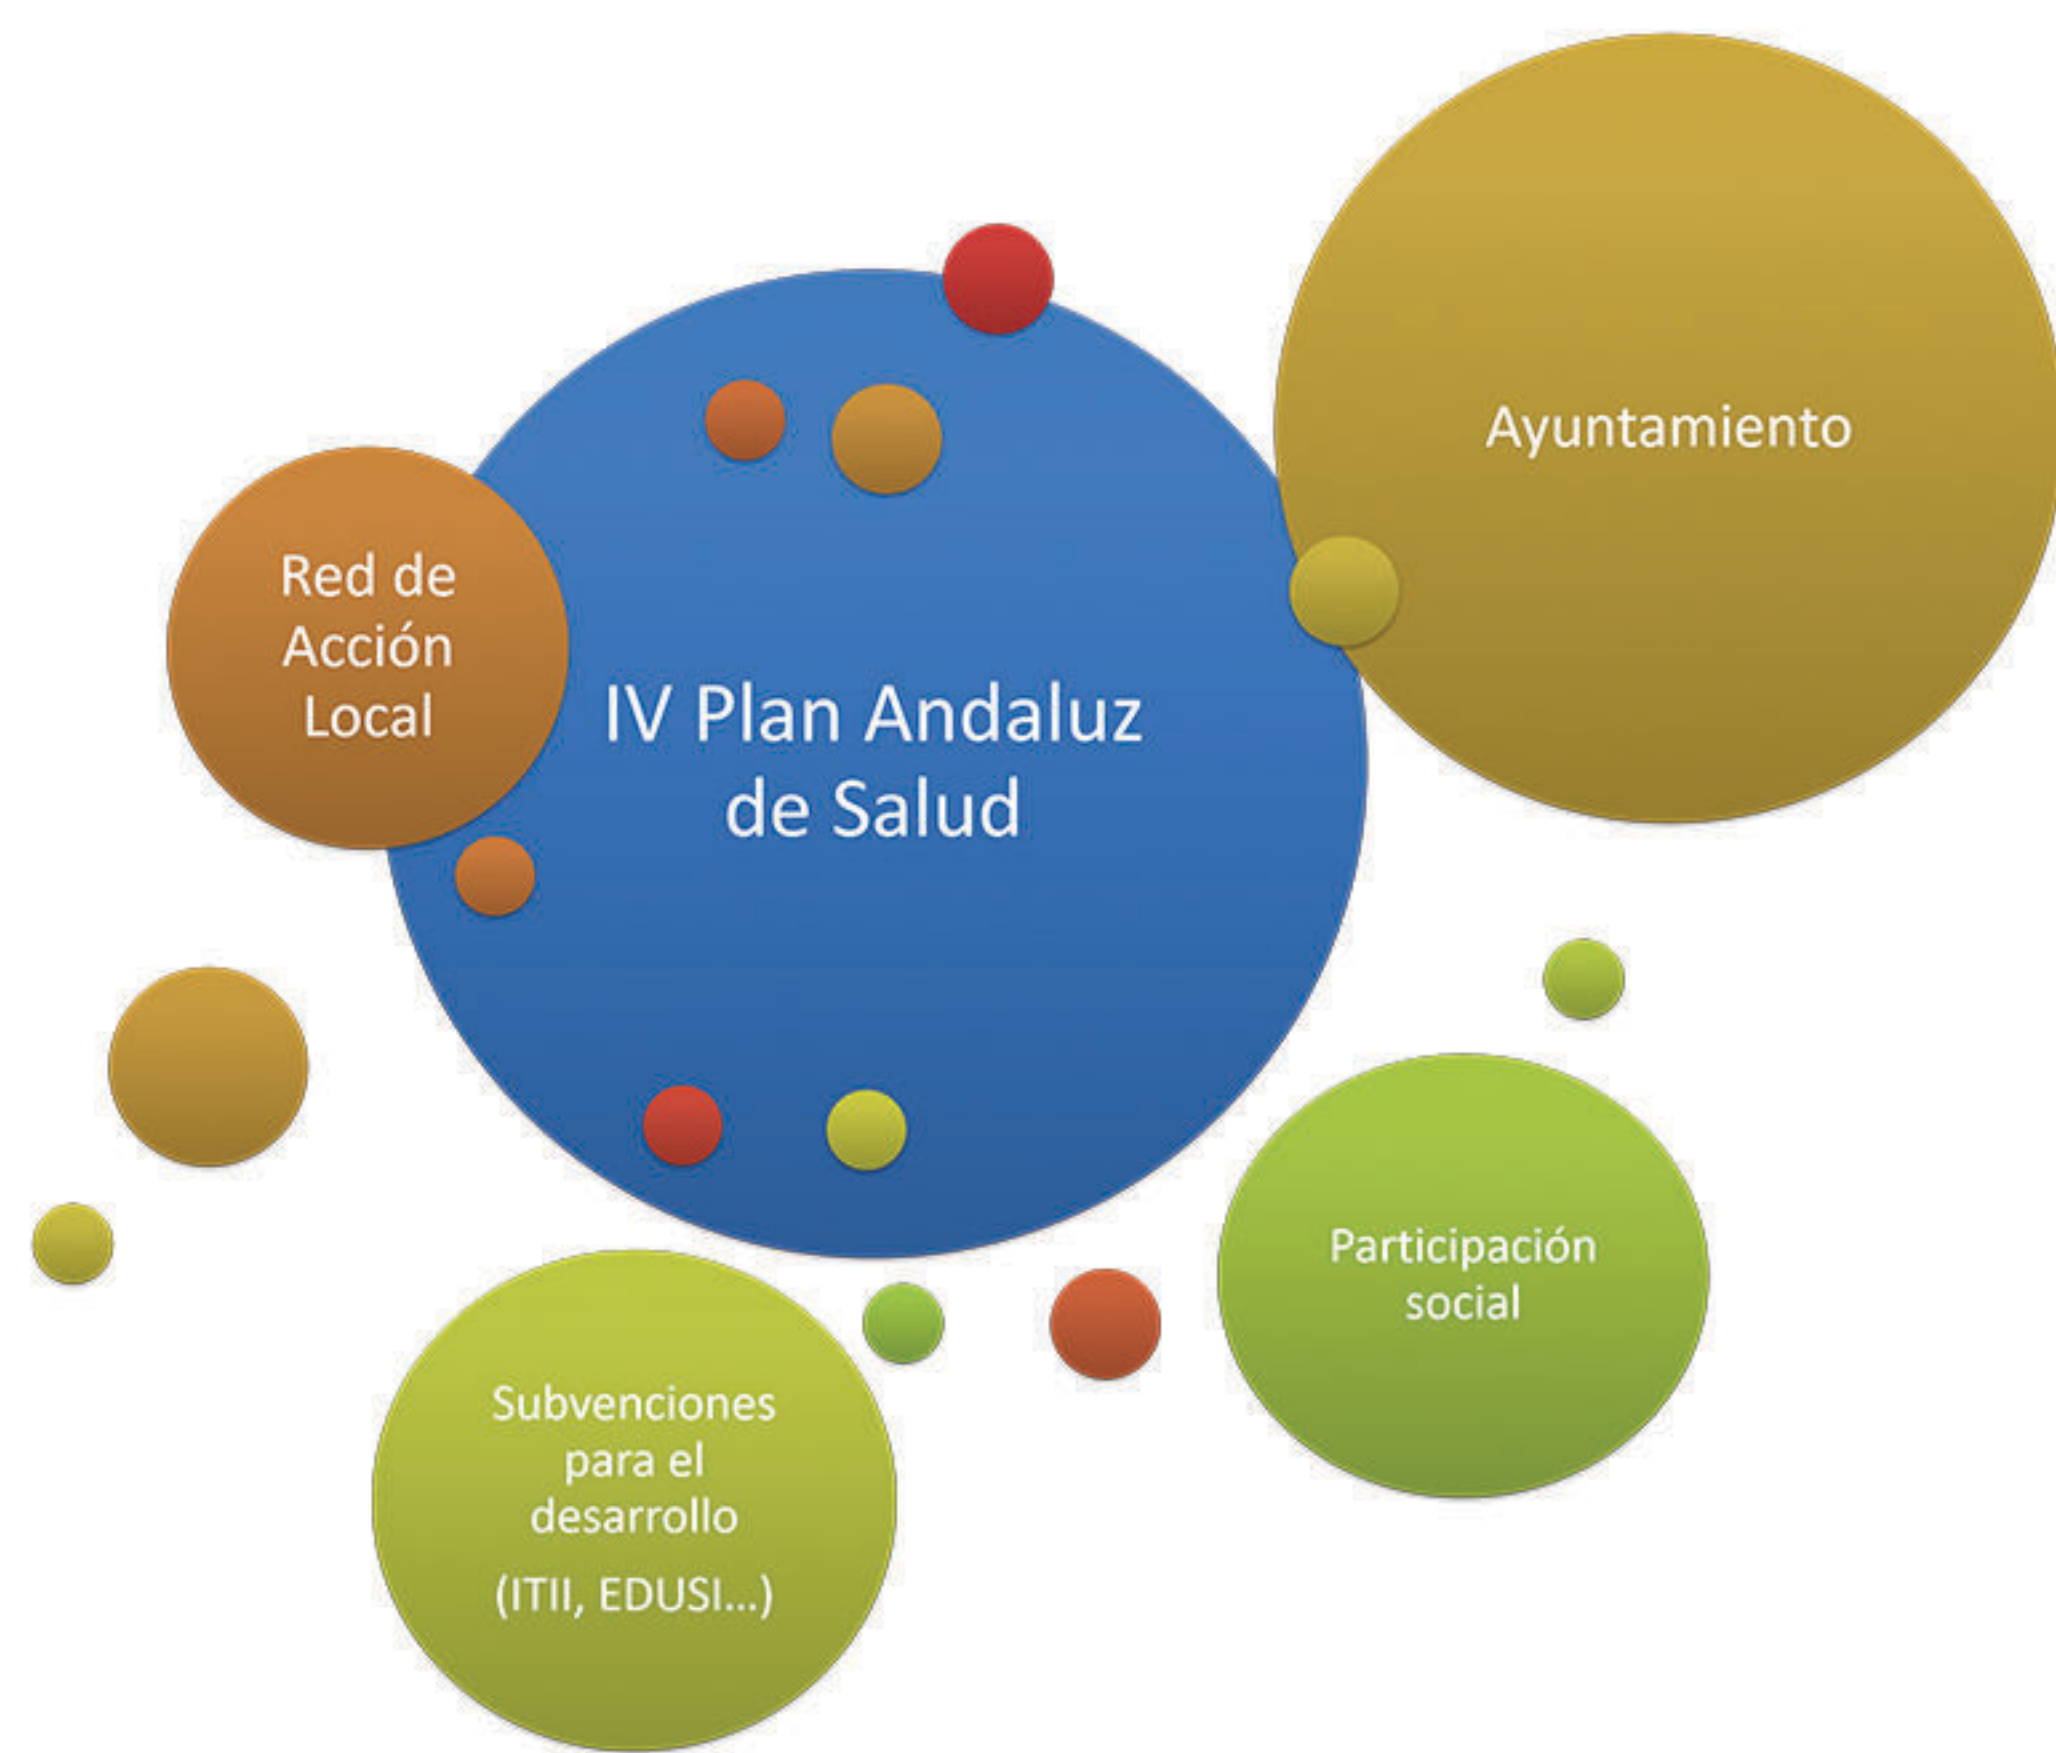 Ayuntamiento
Red de
Acción
Local
IV Plan Andaluz
de Salud
Participación
social
Subvenciones
para el
desarrollo
(ITII, EDUSI...)